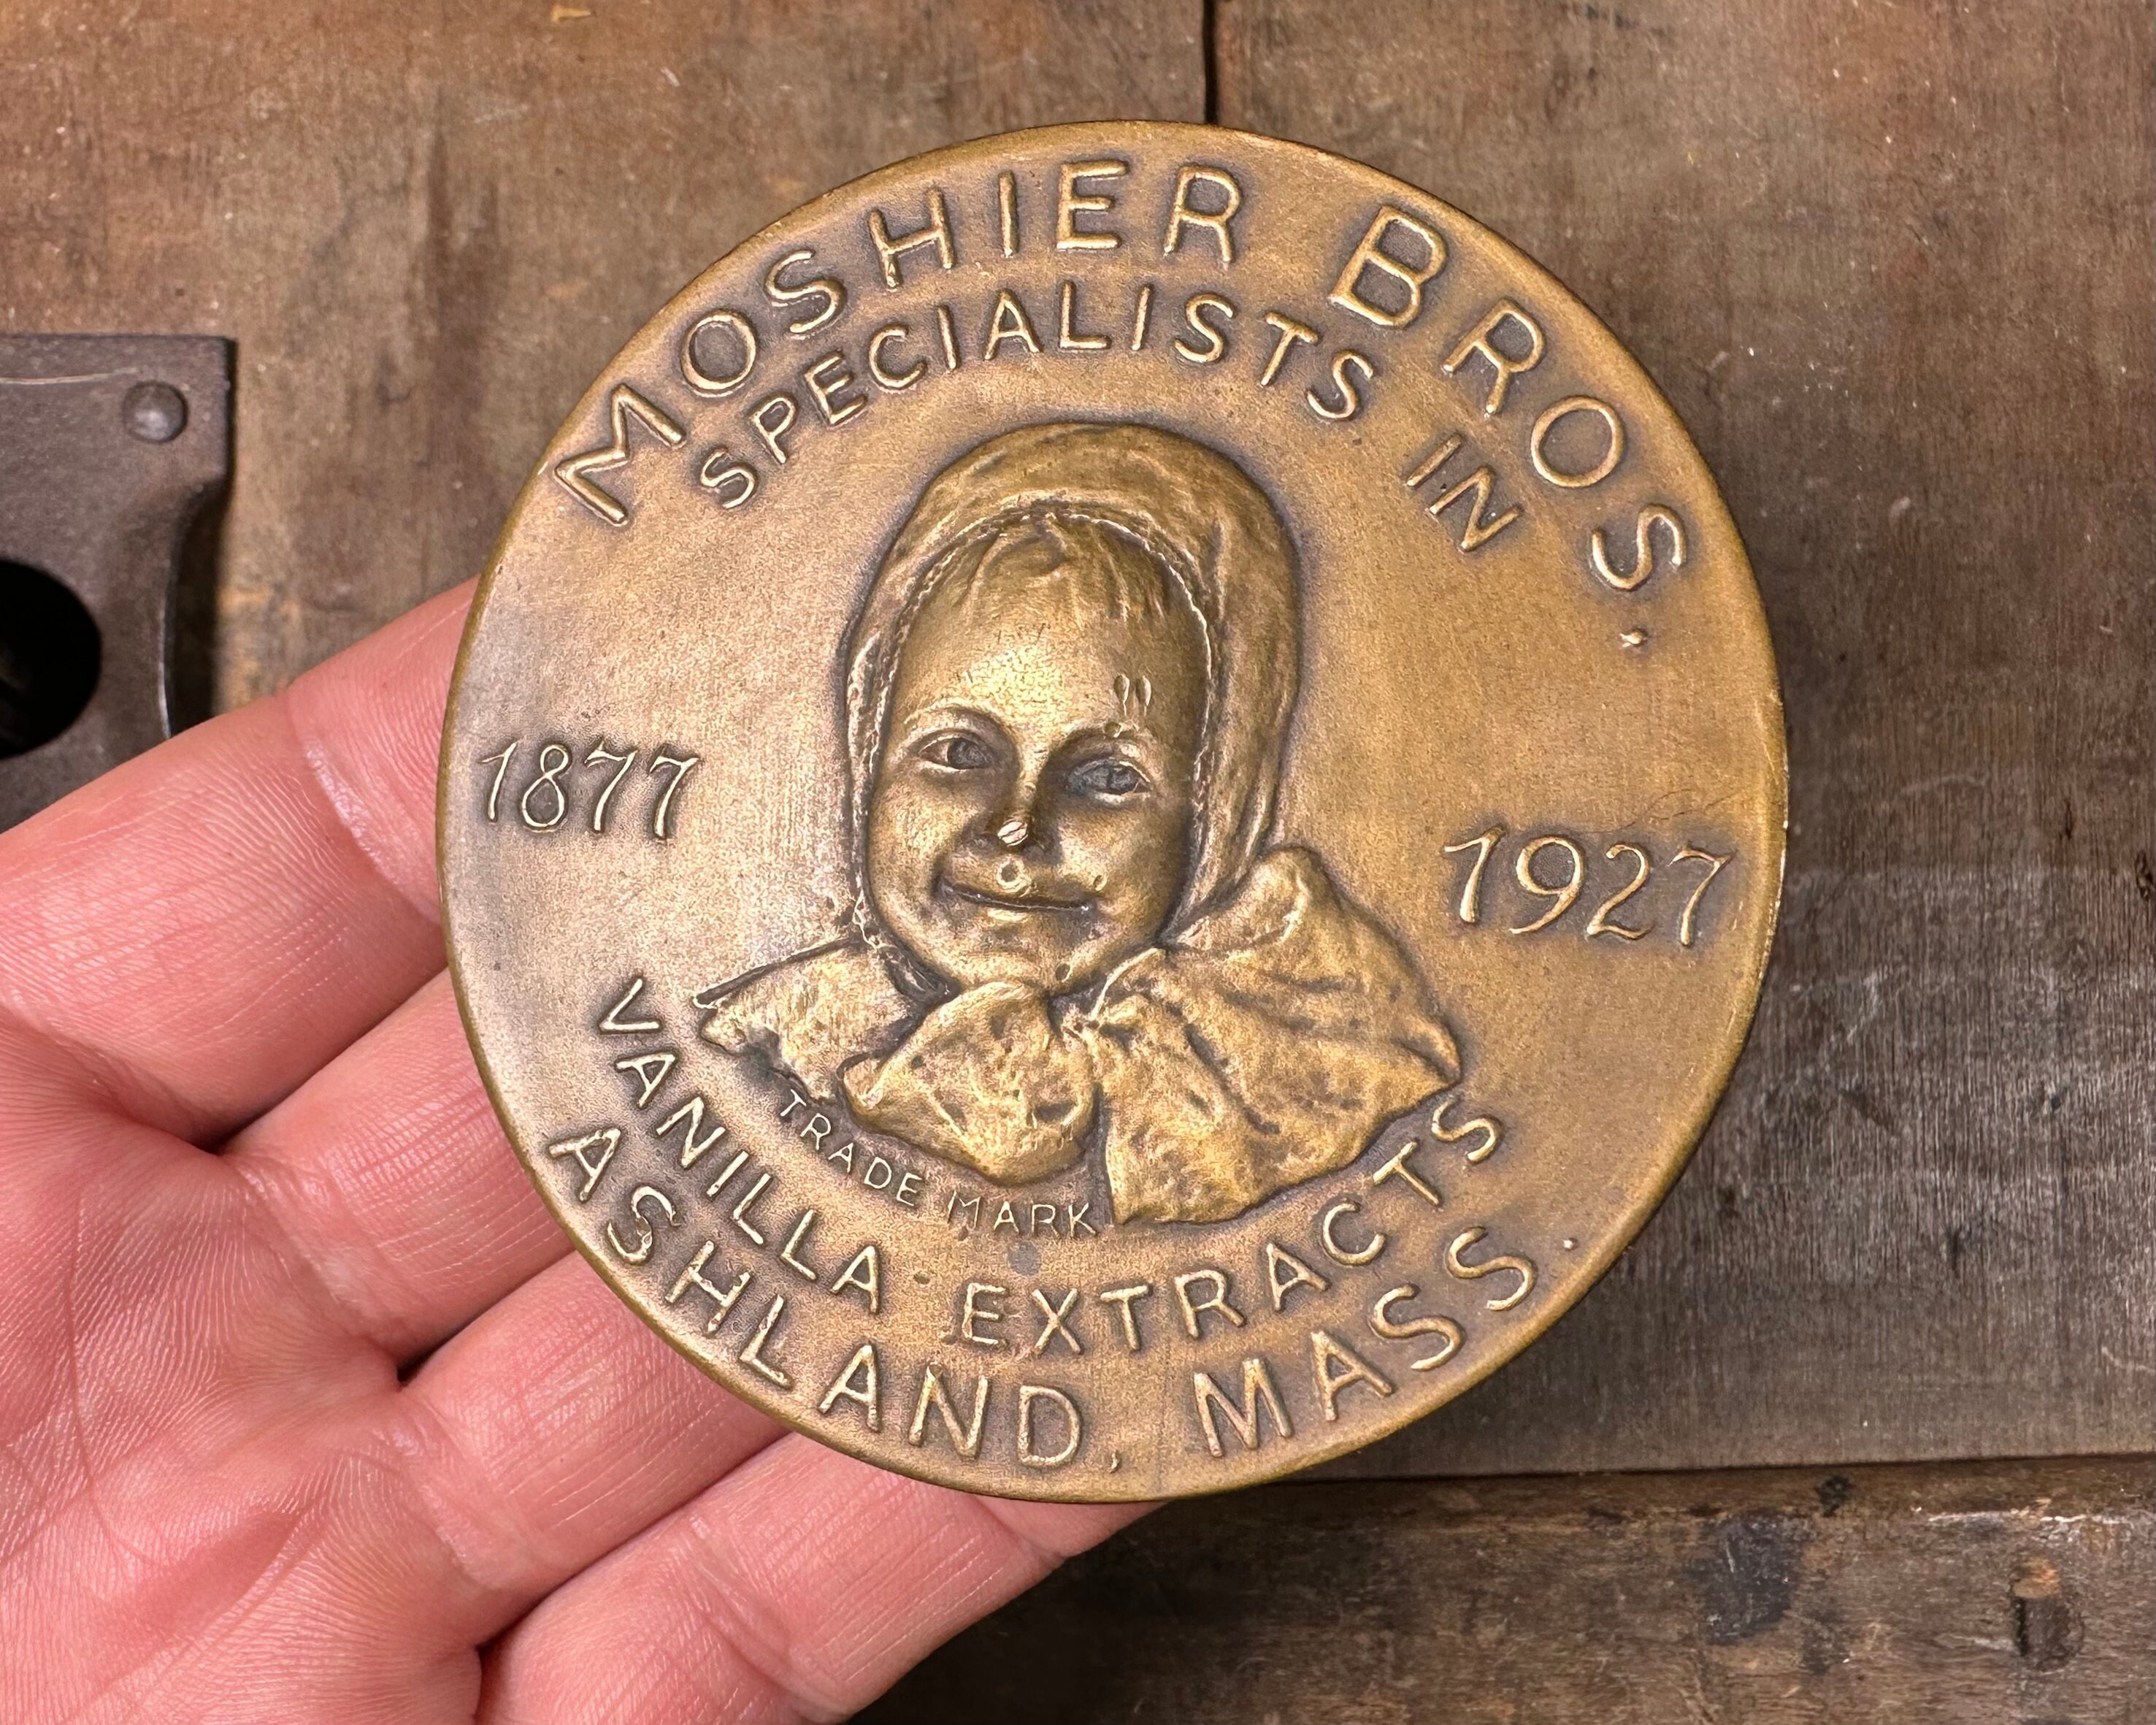 MOSHIER BROS.
SPECIALISTS IN
1877
1927
TRADE MARK
VANILLA EXTRACTS
ASHLAND, MASS.